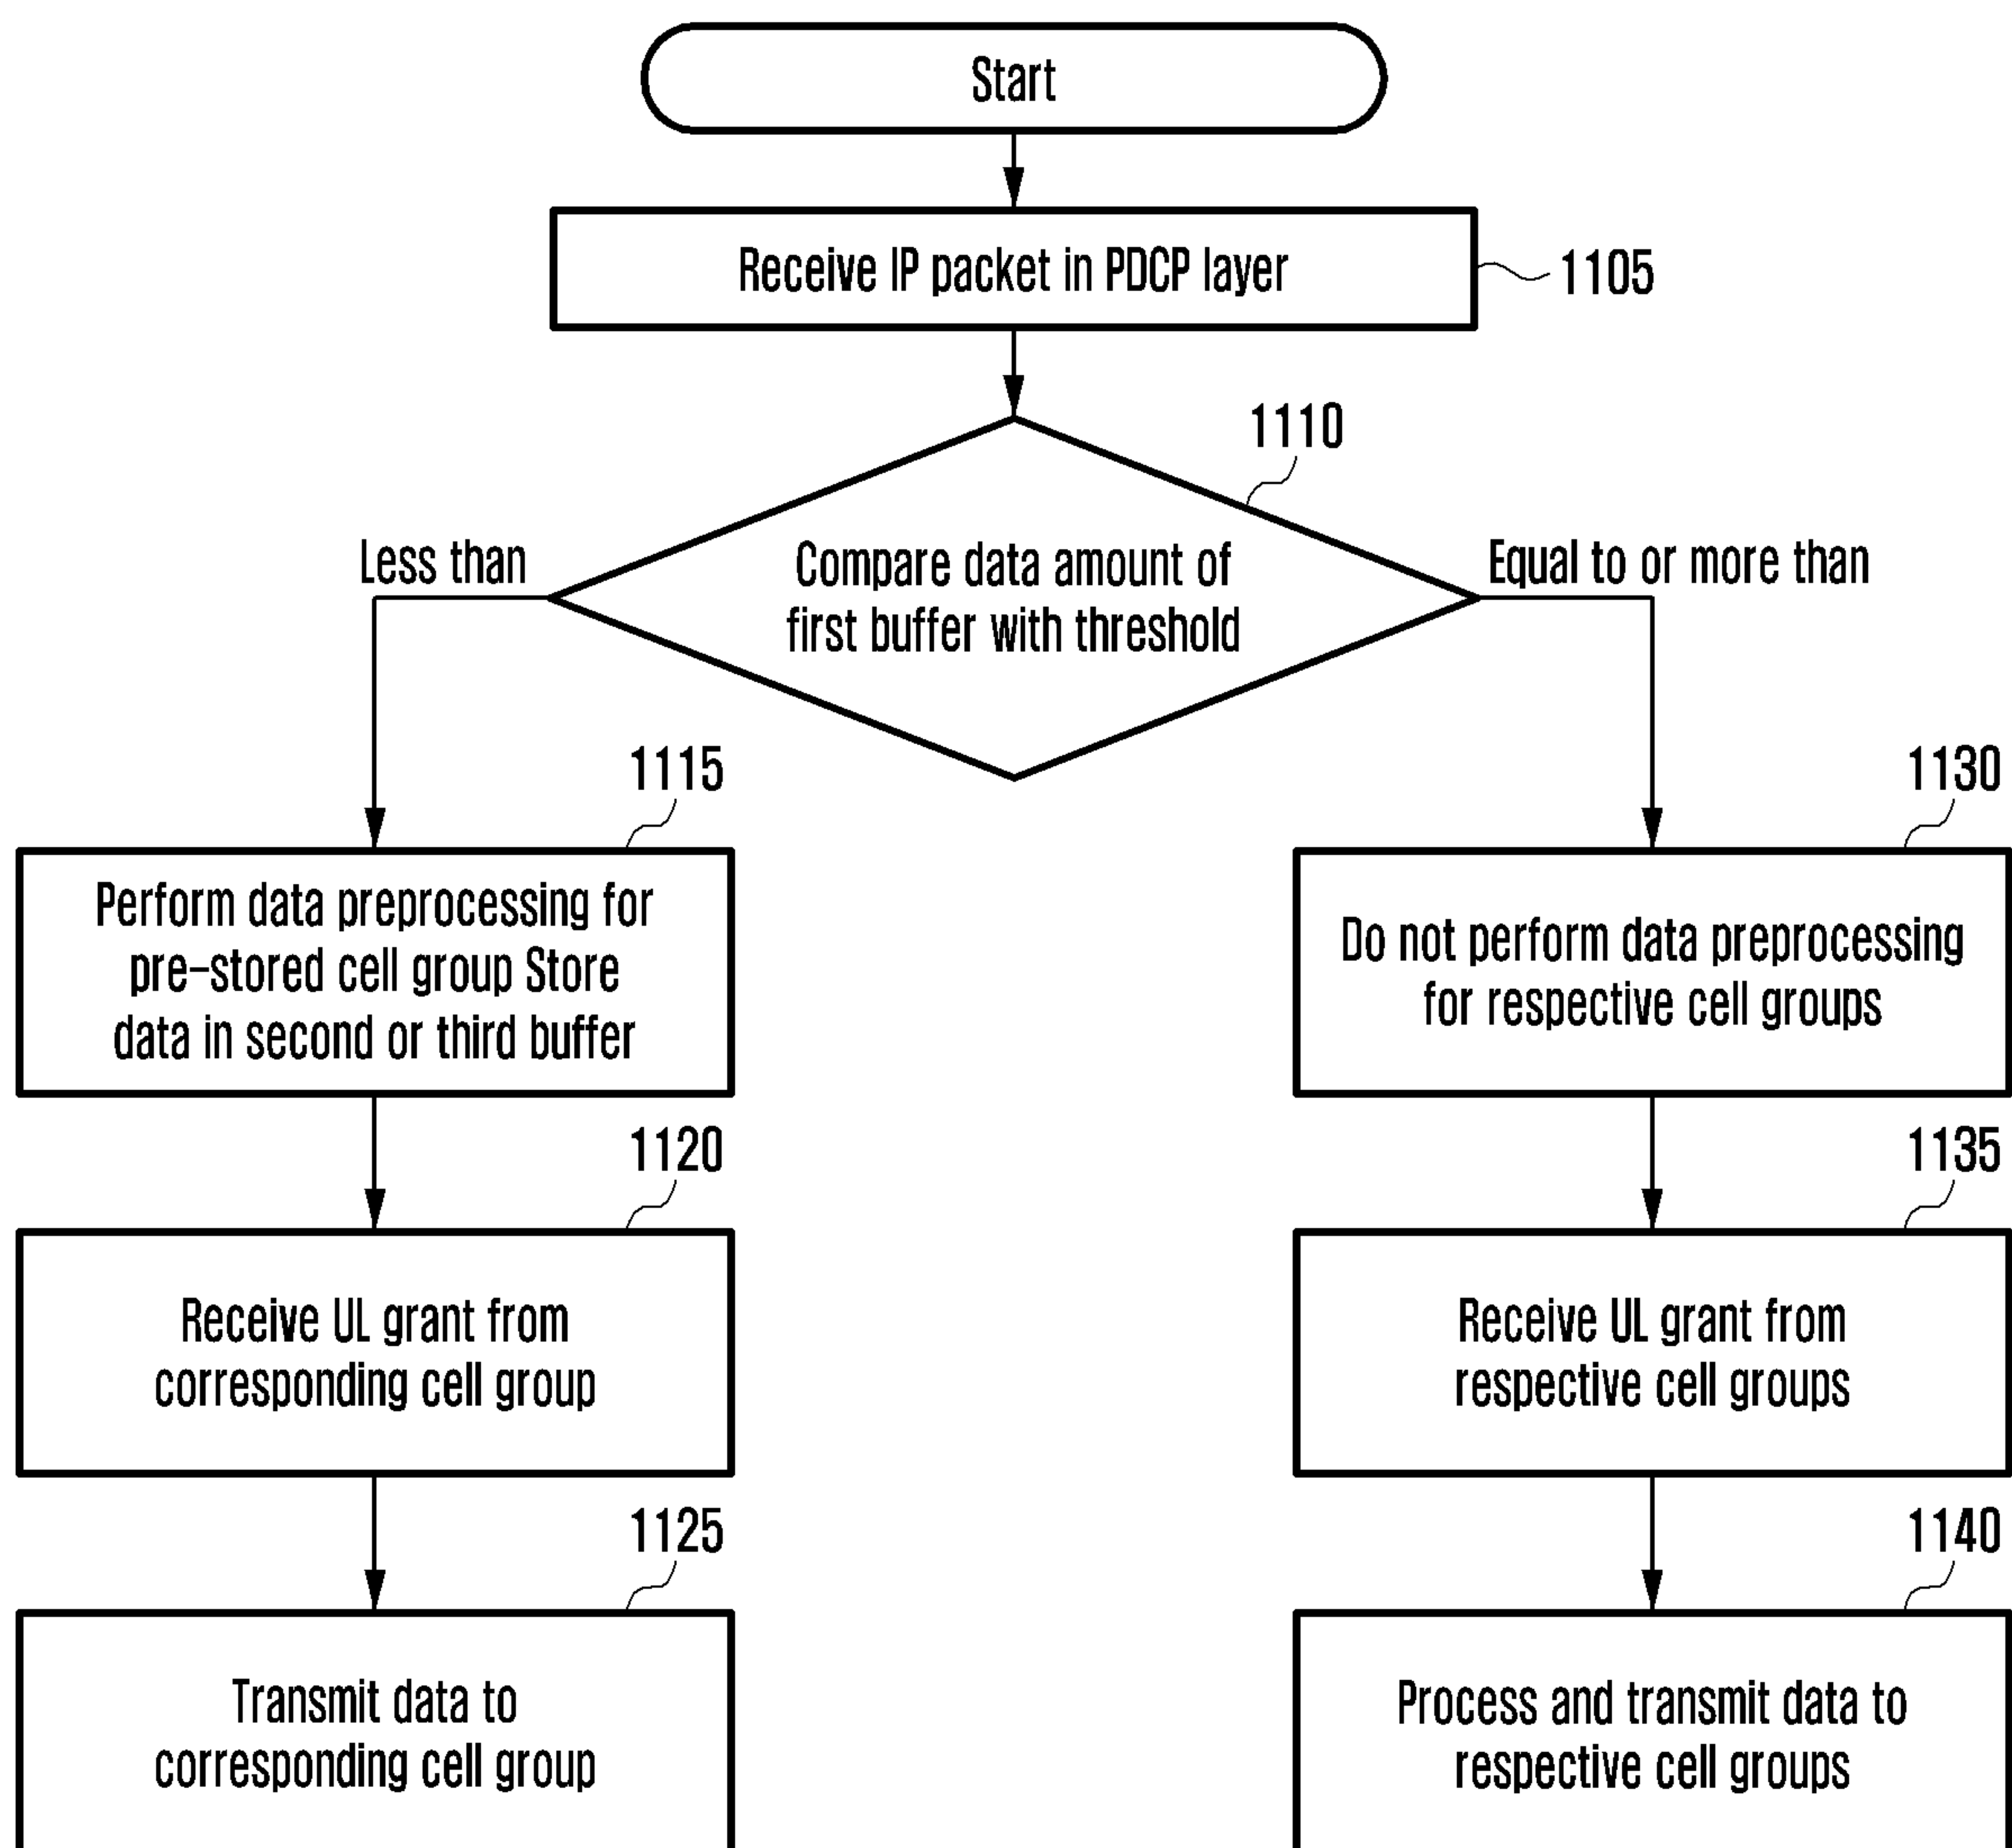 Start
Receive IP packet in PDCP layer
1105
1110
Compare data amount of
first buffer with threshold
Less than
Equal to or more than
1115
Perform data preprocessing for
pre-stored cell group Store
data in second or third buffer
1120
Receive UL grant from
corresponding cell group
1125
Transmit data to
corresponding cell group
1130
Do not perform data preprocessing
for respective cell groups
1135
Receive UL grant from
respective cell groups
1140
Process and transmit data to
respective cell groups